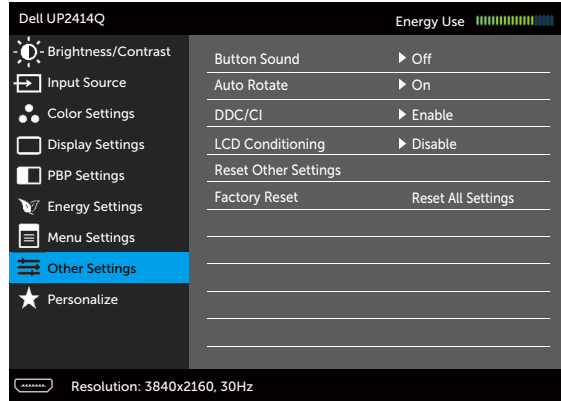 Dell UP2414Q
Energy Use
Brightness/Contrast
Input Source
Color Settings
Display Settings
PBP Settings
Energy Settings
Menu Settings
Other Settings
Personalize
Button Sound Off
Auto Rotate On
DDC/CI Enable
LCD Conditioning Disable
Reset Other Settings
Factory Reset Reset All Settings
Resolution: 3840x2160, 30Hz